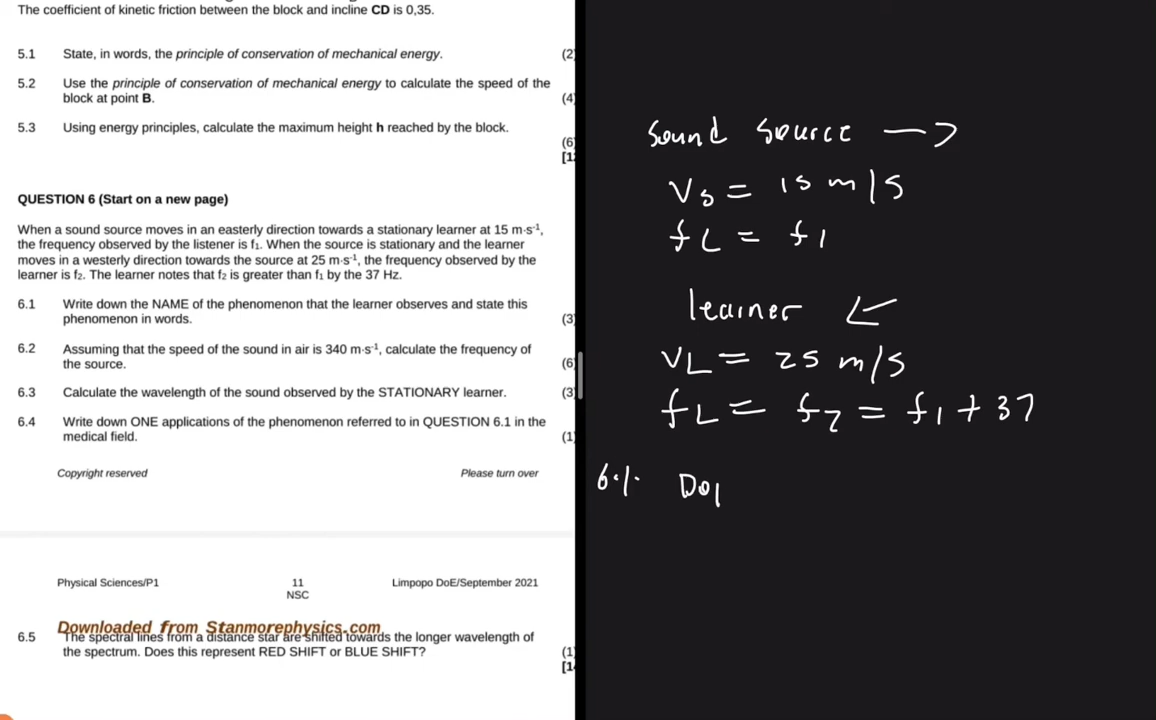 The coefficient of kinetic friction between the block and incline CD is 0,35.
5.1 State, in words, the principle of conservation of mechanical energy. (2)
5.2 Use the principle of conservation of mechanical energy to calculate the speed of the
block at point B. (4)
5.3 Using energy principles, calculate the maximum height h reached by the block.
(6)
QUESTION 6 (Start on a new page)
When a sound source moves in an easterly direction towards a stationary learner at 15 m·s⁻¹,
the frequency observed by the listener is f₁. When the source is stationary and the learner
moves in a westerly direction towards the source at 25 m·s⁻¹, the frequency observed by the
learner is f₂. The learner notes that f₂ is greater than f₁ by the 37 Hz.
6.1 Write down the NAME of the phenomenon that the learner observes and state this
phenomenon in words. (3)
6.2 Assuming that the speed of the sound in air is 340 m·s⁻¹, calculate the frequency of
the source. (6)
6.3 Calculate the wavelength of the sound observed by the STATIONARY learner. (3)
6.4 Write down ONE applications of the phenomenon referred to in QUESTION 6.1 in the
medical field. (1)
Copyright reserved Please turn over
Physical Sciences/P1 11 Limpopo DoE/September 2021
NSC
Downloaded from Stanmorephysics.com
6.5 The spectral lines from a distance star are shifted towards the longer wavelength of
the spectrum. Does this represent RED SHIFT or BLUE SHIFT? (1)
Sound Source →
Vs = 15 m/s
fL = f1
learner ←
VL = 25 m/s
fL = f2 = f1 + 37
6.1. Dop